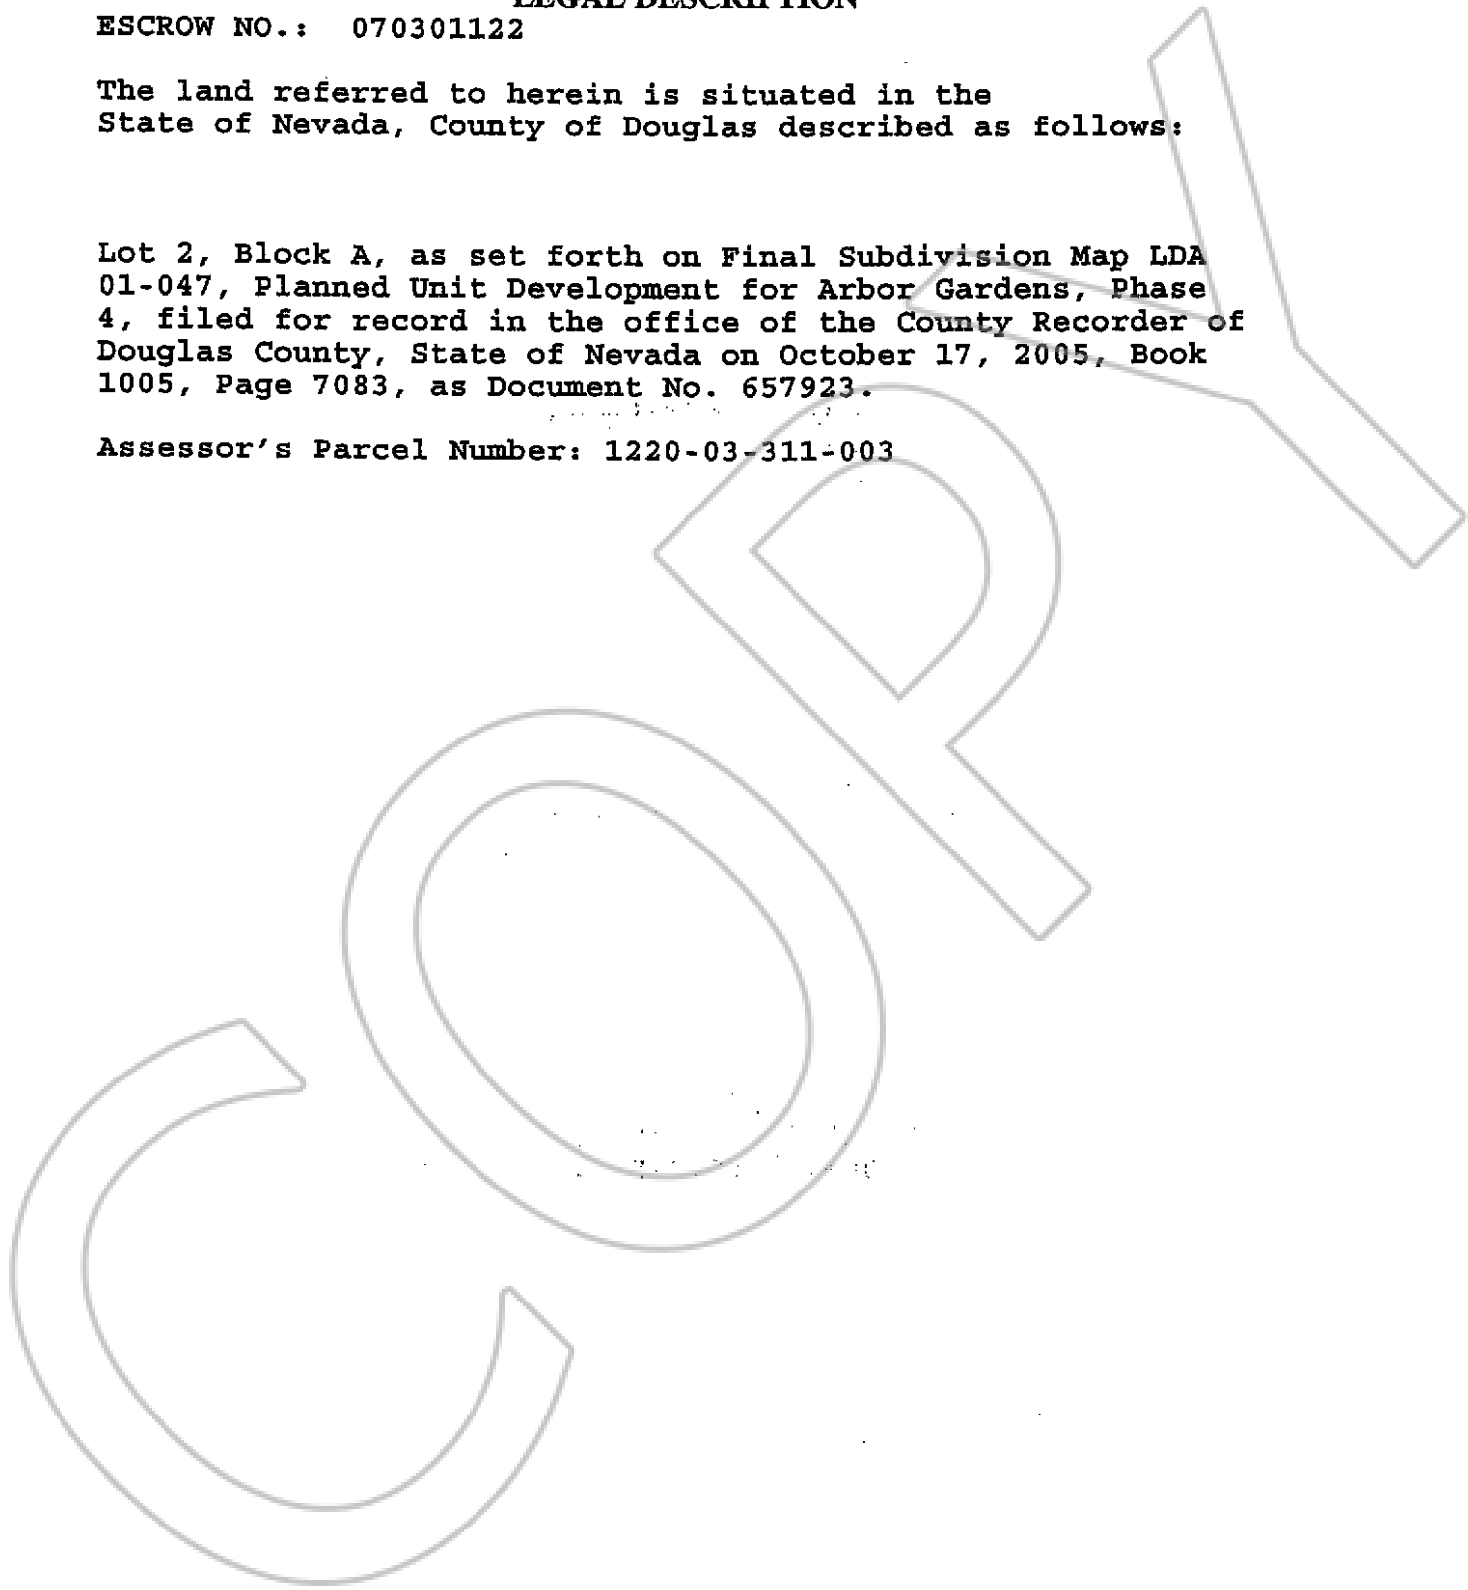 LEGAL DESCRIPTION
ESCROW NO.: 070301122
The land referred to herein is situated in the
State of Nevada, County of Douglas described as follows:
Lot 2, Block A, as set forth on Final Subdivision Map LDA
01-047, Planned Unit Development for Arbor Gardens, Phase
4, filed for record in the office of the County Recorder of
Douglas County, State of Nevada on October 17, 2005, Book
1005, Page 7083, as Document No. 657923.
Assessor's Parcel Number: 1220-03-311-003
COPY